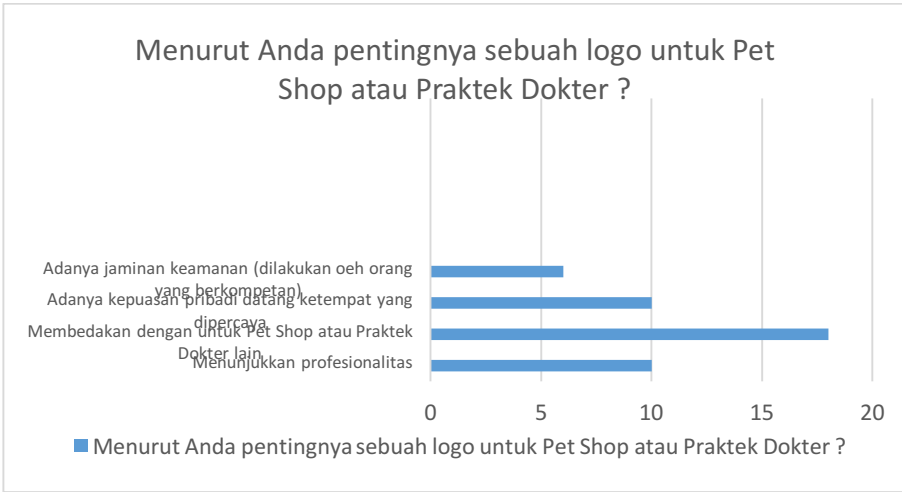 Menurut Anda pentingnya sebuah logo untuk Pet
Shop atau Praktek Dokter ?
Adanya jaminan keamanan (dilakukan oeh orang
yang berkompetan)
Adanya kepuasan pribadi datang ketempat yang
dipercaya
Membedakan dengan untuk Pet Shop atau Praktek
Dokter lain
Menunjukkan profesionalitas
0 5 10 15 20
Menurut Anda pentingnya sebuah logo untuk Pet Shop atau Praktek Dokter ?